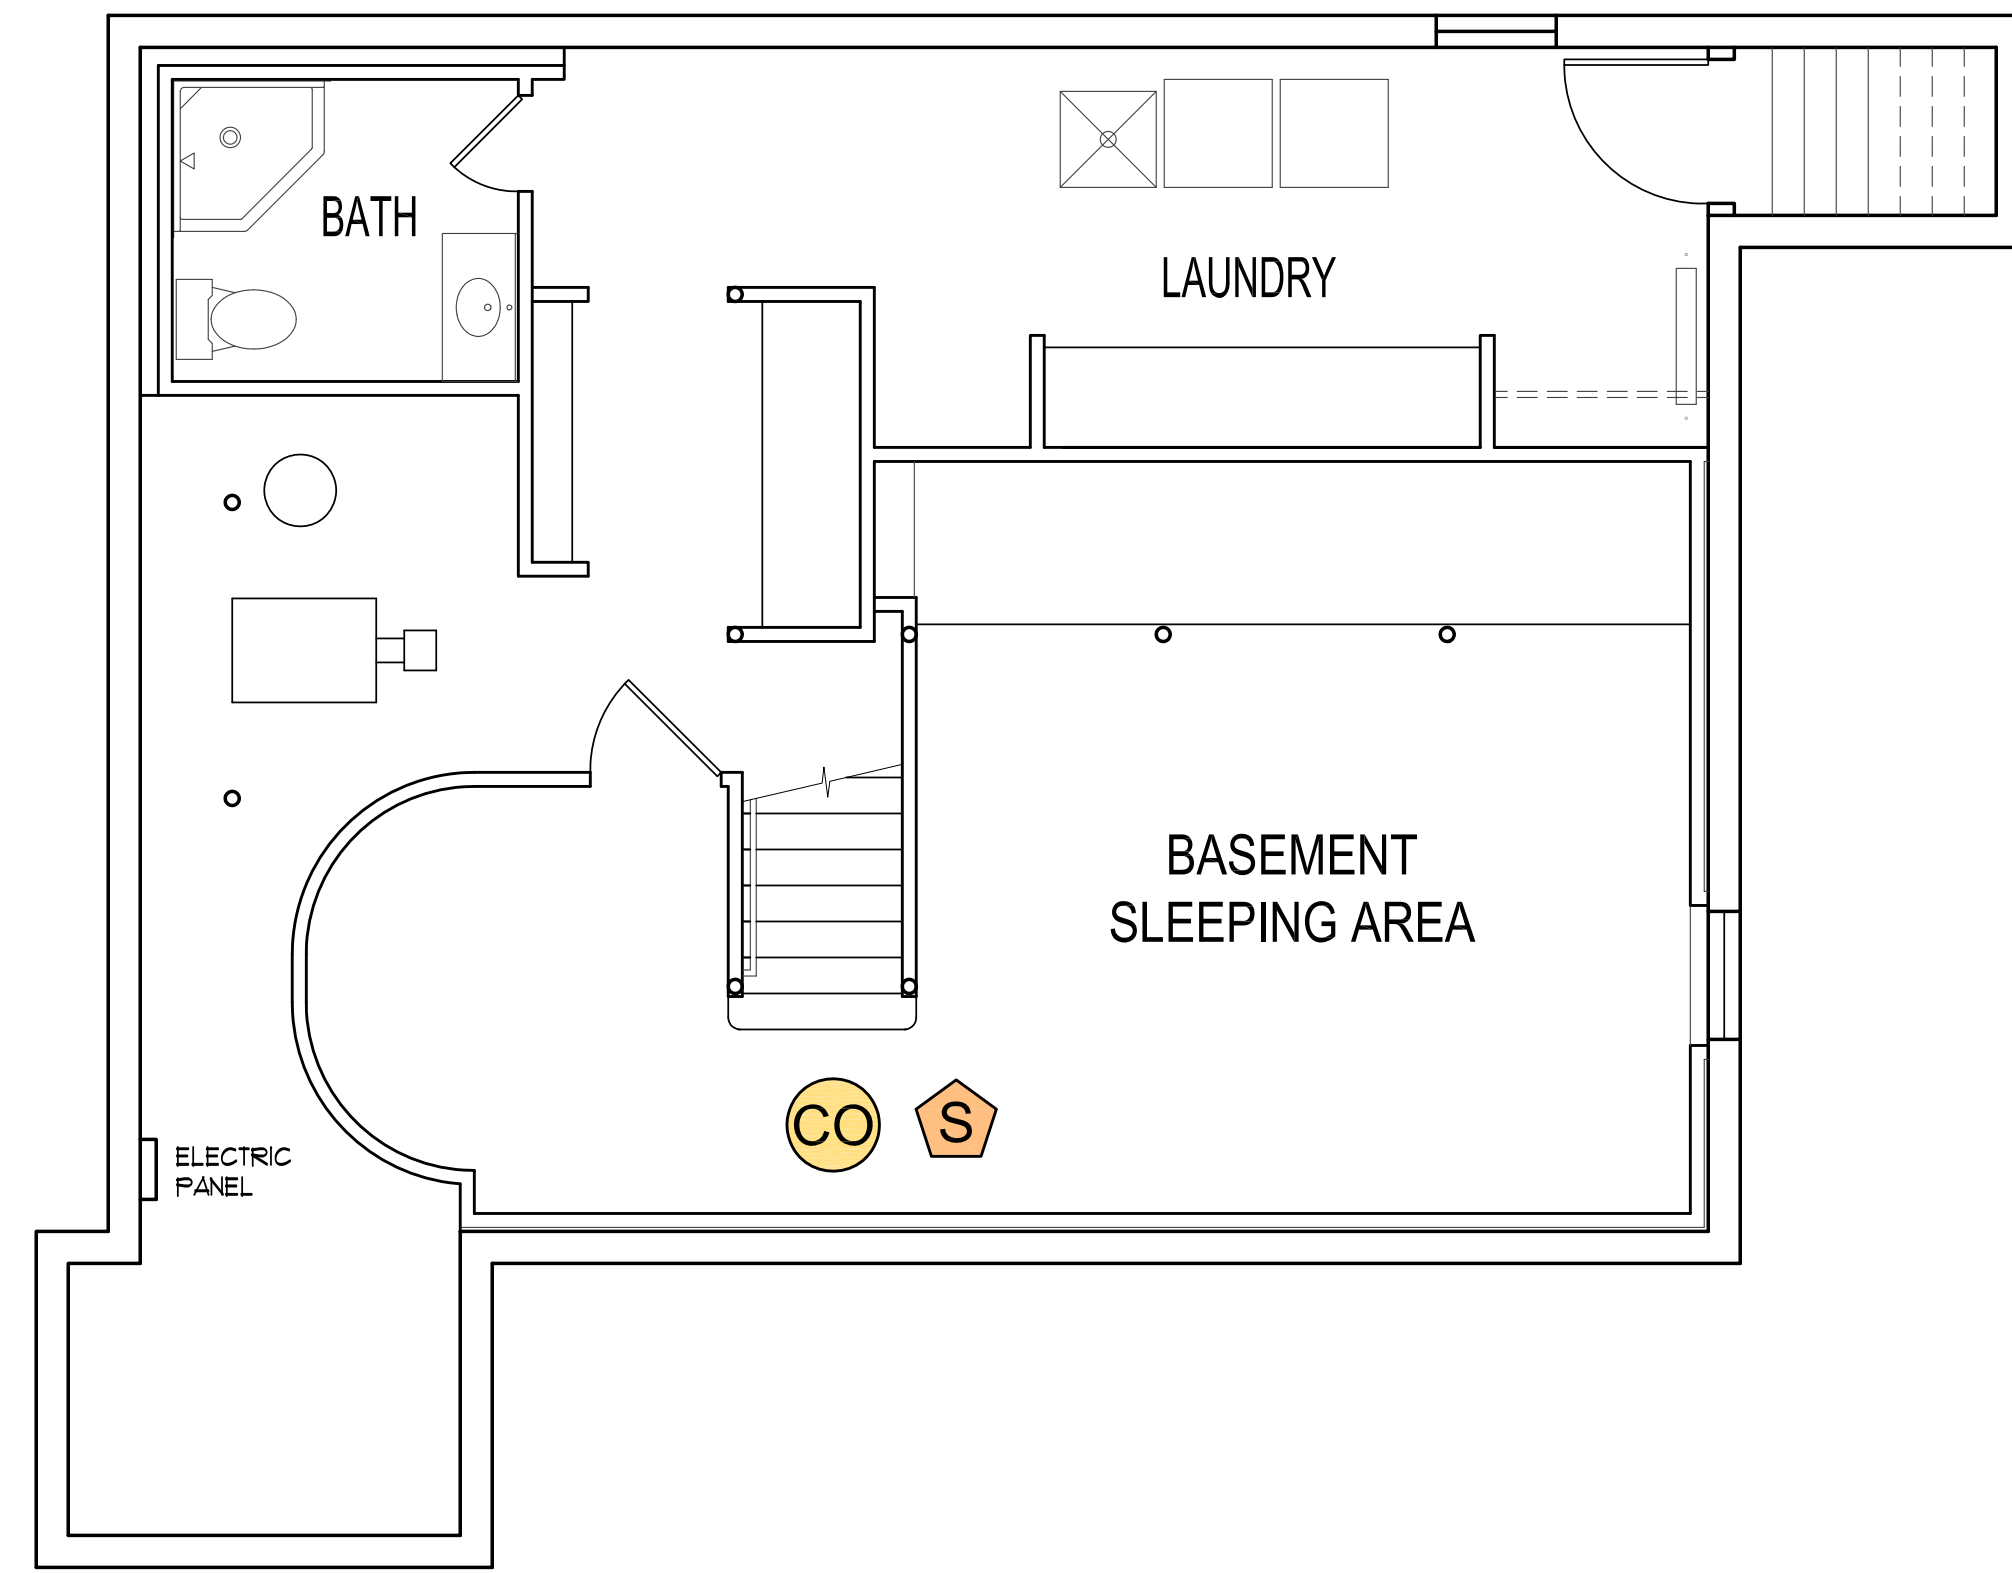 BATH
LAUNDRY
BASEMENT
SLEEPING AREA
CO
S
ELECTRIC
PANEL